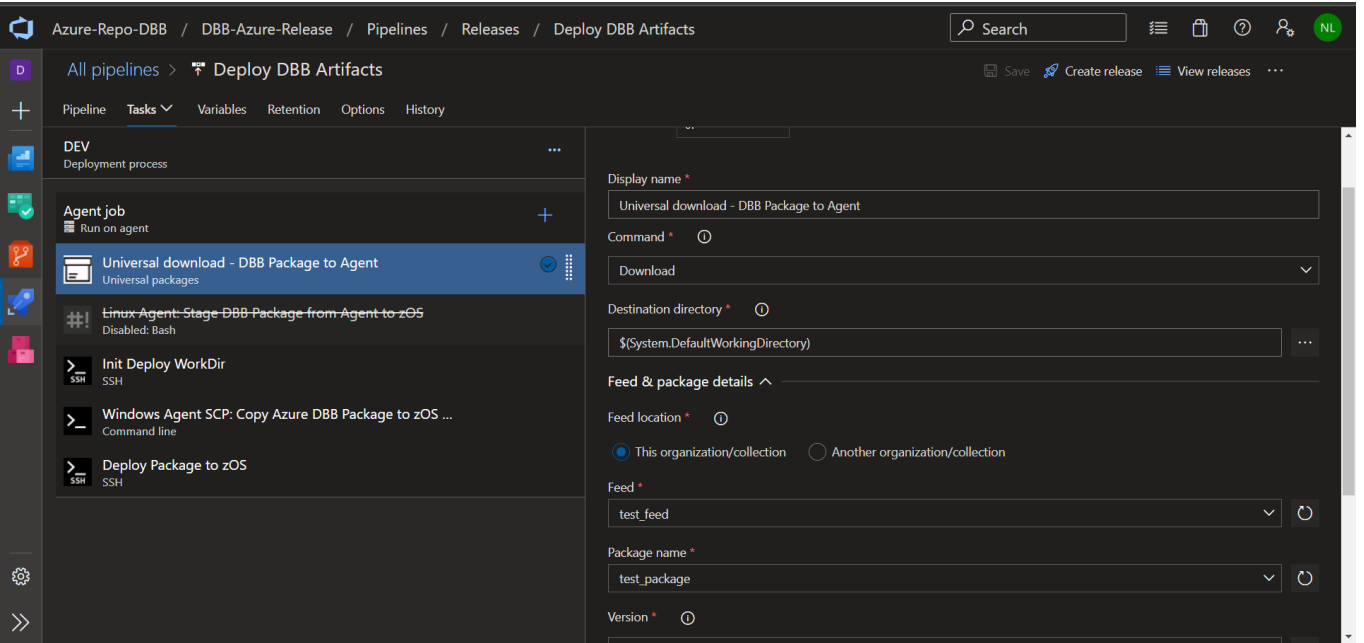 Azure-Repo-DBB / DBB-Azure-Release / Pipelines / Releases / Deploy DBB Artifacts
Search
NL
D
All pipelines > Deploy DBB Artifacts
Save
Create release
View releases
Pipeline
Tasks
Variables
Retention
Options
History
DEV
Deployment process
Agent job
Run on agent
Universal download - DBB Package to Agent
Universal packages
#!
Linux Agent: Stage DBB Package from Agent to zOS
Disabled: Bash
SSH
Init Deploy WorkDir
SSH
Windows Agent SCP: Copy Azure DBB Package to zOS ...
Command line
SSH
Deploy Package to zOS
SSH
Display name *
Universal download - DBB Package to Agent
Command *
Download
Destination directory *
$(System.DefaultWorkingDirectory)
Feed & package details
Feed location *
This organization/collection
Another organization/collection
Feed *
test_feed
Package name *
test_package
Version *